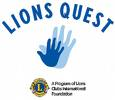 LIONS QUEST
A Program of Lions
Clubs International
Foundation